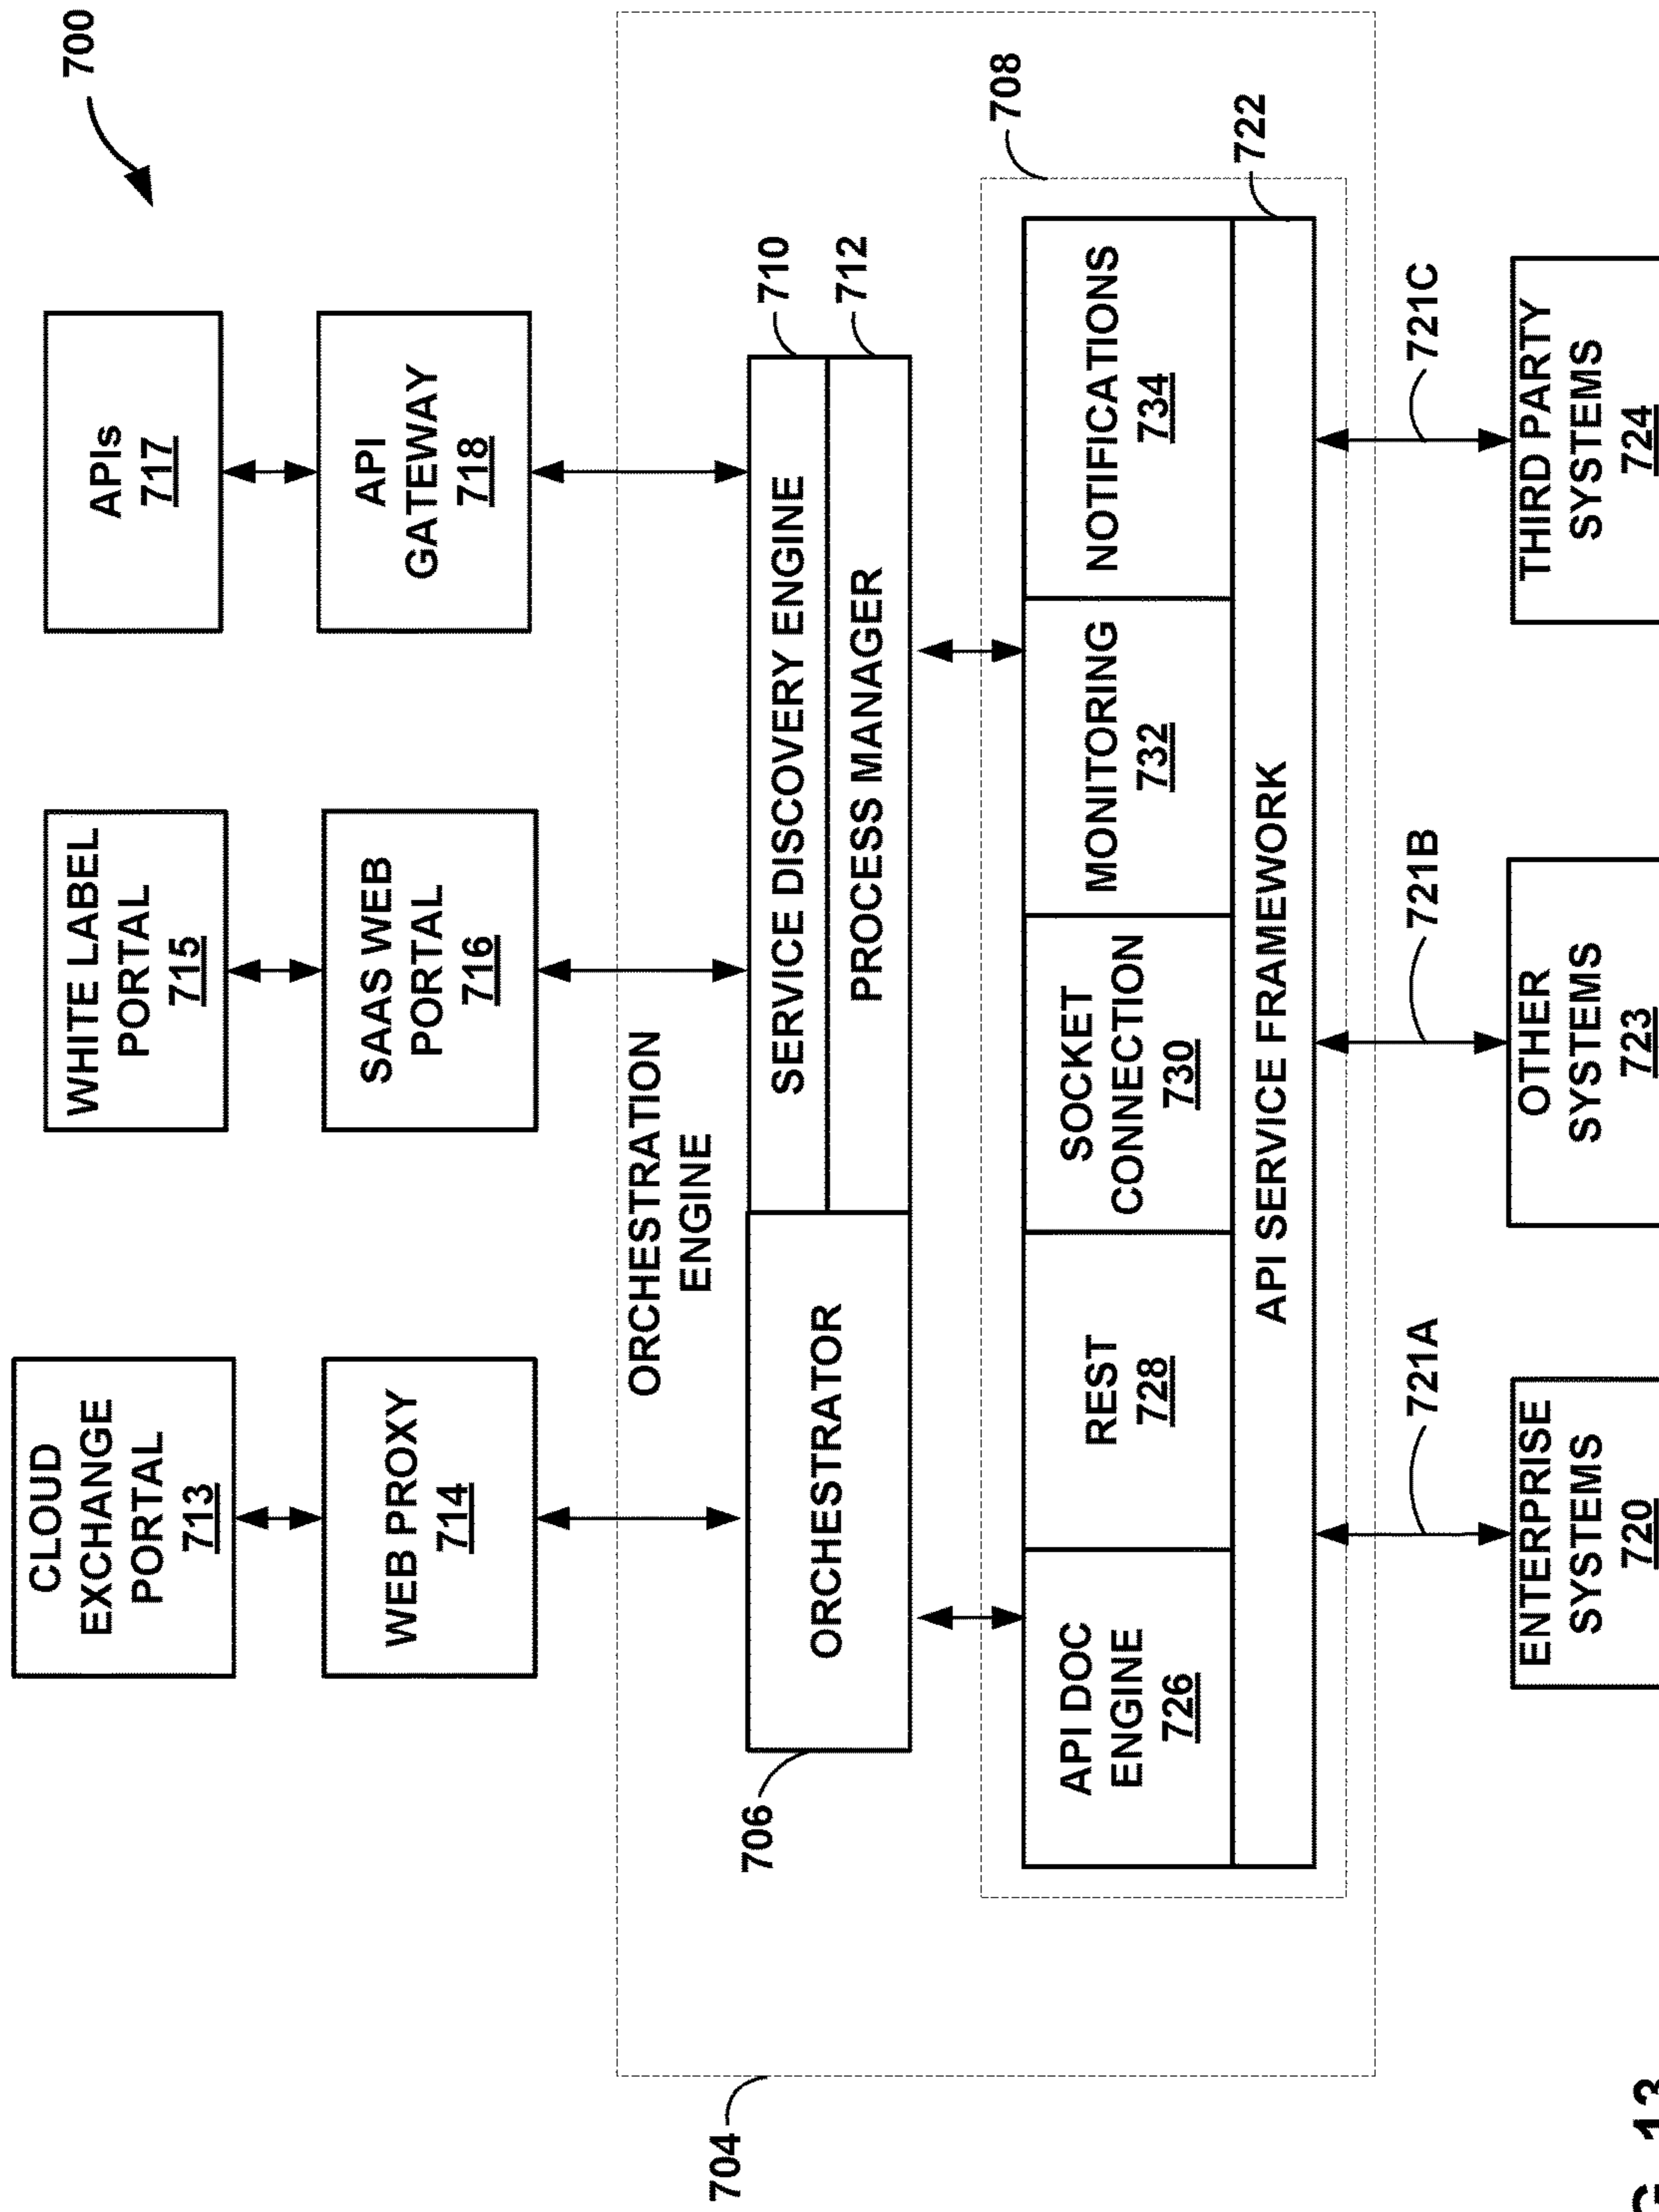 700
CLOUD
EXCHANGE
PORTAL
713
WHITE LABEL
PORTAL
715
APIs
717
WEB PROXY
714
SAAS WEB
PORTAL
716
API
GATEWAY
718
ORCHESTRATION
ENGINE
704
706
ORCHESTRATOR
SERVICE DISCOVERY ENGINE
710
PROCESS MANAGER
712
708
API DOC
ENGINE
726
REST
728
SOCKET
CONNECTION
730
MONITORING
732
NOTIFICATIONS
734
API SERVICE FRAMEWORK
722
721A
721B
721C
ENTERPRISE
SYSTEMS
720
OTHER
SYSTEMS
723
THIRD PARTY
SYSTEMS
724
13